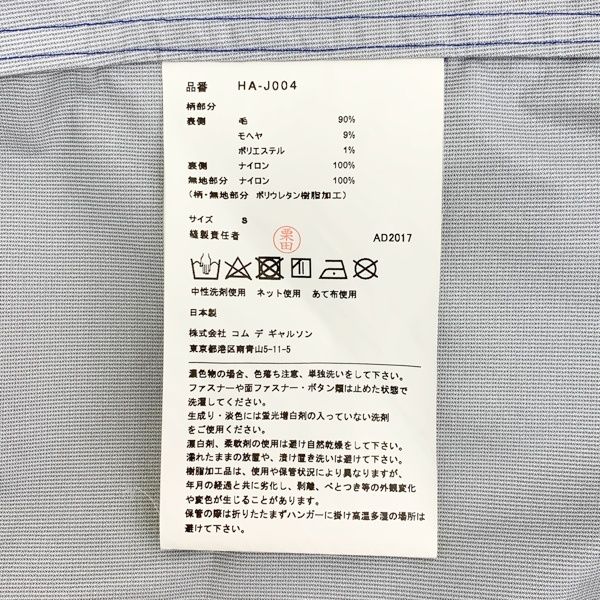 品番 HA-J004
柄部分
表側 毛 90%
モヘヤ 9%
ポリエステル 1%
裏側 ナイロン 100%
無地部分 ナイロン 100%
(柄・無地部分 ポリウレタン樹脂加工)
サイズ S
縫製責任者 栗田 AD2017
中性洗剤使用 ネット使用 あて布使用
日本製
株式会社 コム デ ギャルソン
東京都港区南青山5-11-5
濃色物の場合、色落ち注意、単独洗いをして下さい。
ファスナーや面ファスナー・ボタン類は止めた状態で
洗濯してください。
生成り・淡色には蛍光増白剤の入っていない洗剤
をご使用ください。
漂白剤、柔軟剤の使用は避け自然乾燥をして下さい。
濡れたままの放置や、漬け置き洗いは避けて下さい。
樹脂加工品は、使用や保管状況により異なりますが、
年月の経過と共に劣化し、剥離、べとつき等の外観変化
や変色が生じることがあります。
保管の際は折りたたまずハンガーに掛け高温多湿の場所は
避けて下さい。